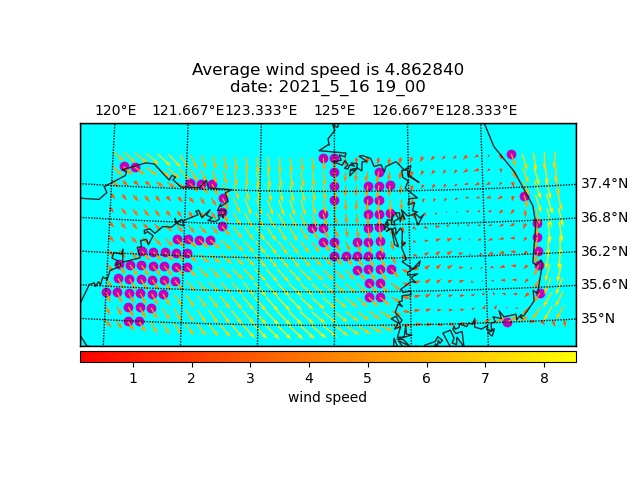 Average wind speed is 4.862840
date: 2021_5_16 19_00
120°E 121.667°E 123.333°E 125°E 126.667°E 128.333°E
37.4°N
36.8°N
36.2°N
35.6°N
35°N
1 2 3 4 5 6 7 8
wind speed